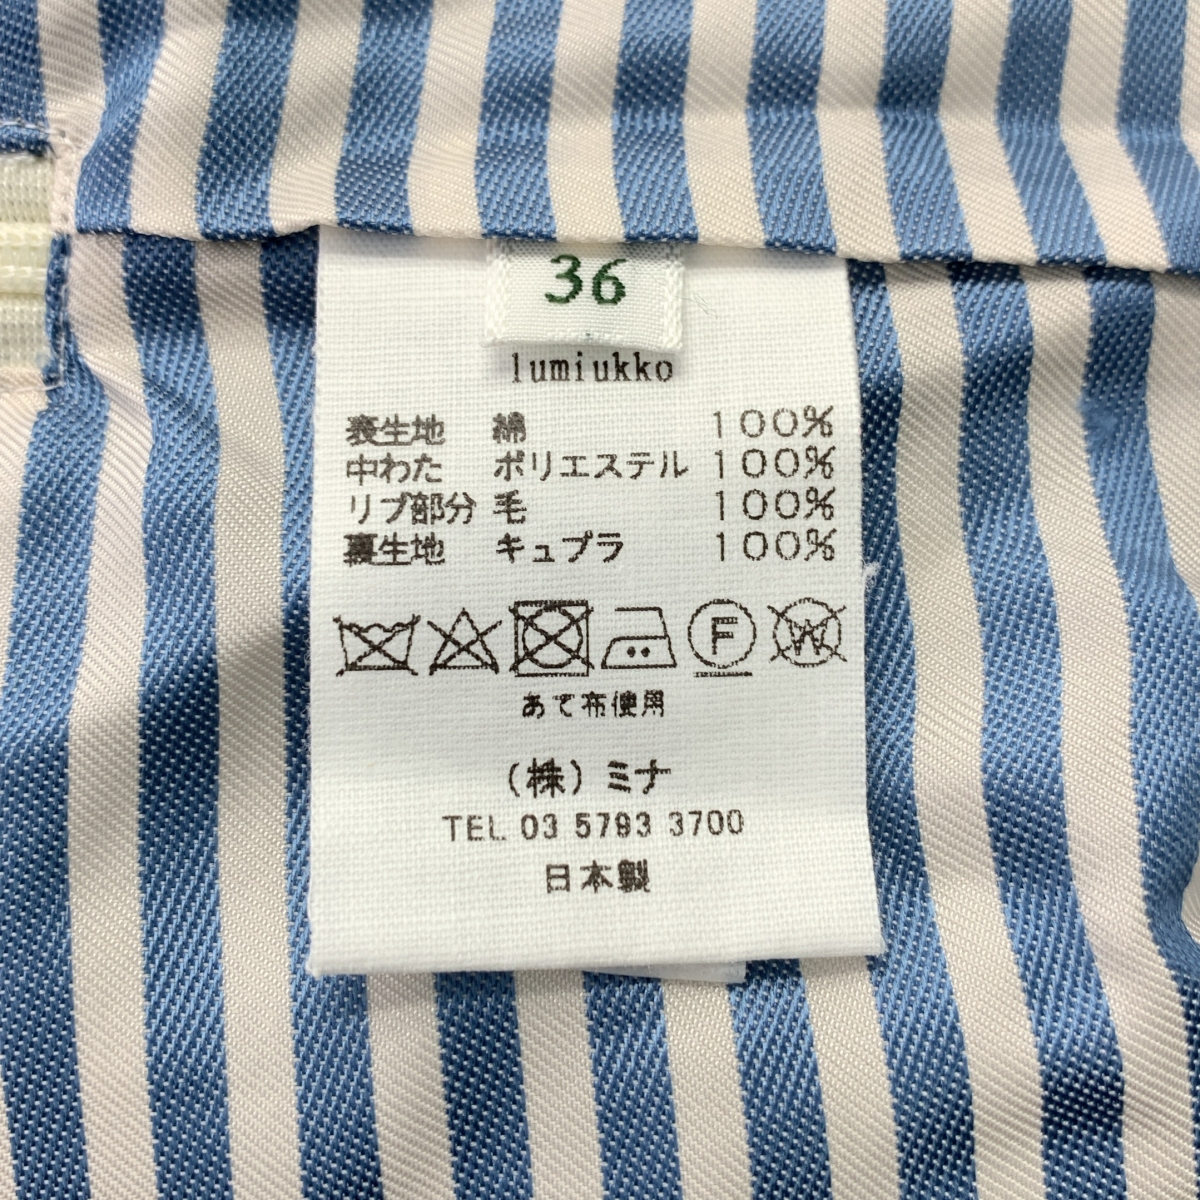 36
lumiukko
表生地 綿 100%
中わた ポリエステル 100%
リブ部分 毛 100%
裏生地 キュプラ 100%
F W
あて布使用
(株)ミナ
TEL 03 5793 3700
日本製